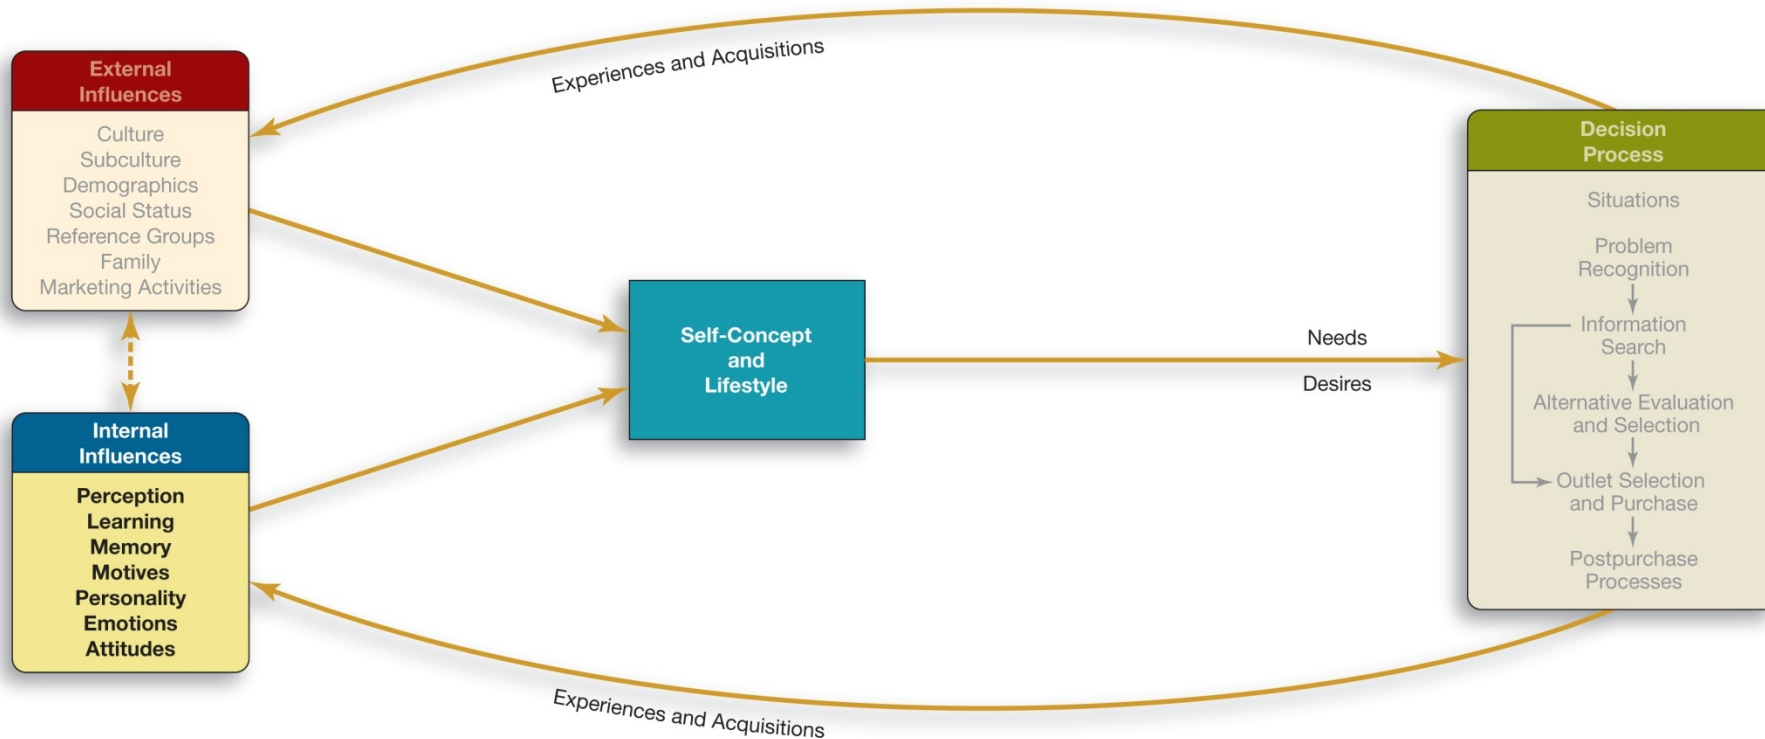 Experiences and Acquisitions
External
Influences
Culture
Subculture
Demographics
Social Status
Reference Groups
Family
Marketing Activities
Internal
Influences
Perception
Learning
Memory
Motives
Personality
Emotions
Attitudes
Self-Concept
and
Lifestyle
Needs
Desires
Decision
Process
Situations
Problem
Recognition
Information
Search
Alternative Evaluation
and Selection
Outlet Selection
and Purchase
Postpurchase
Processes
Experiences and Acquisitions